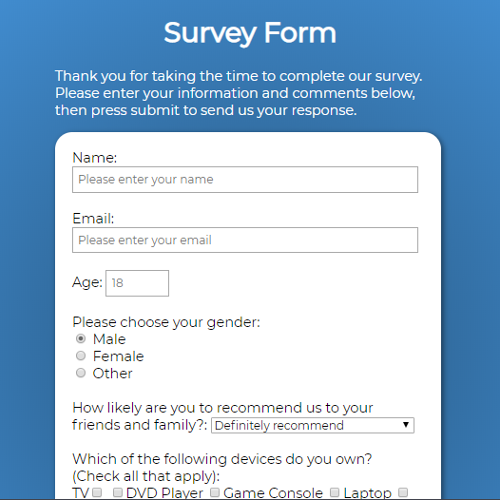 Survey Form
Thank you for taking the time to complete our survey.
Please enter your information and comments below,
then press submit to send us your response.
Name:
Please enter your name
Email:
Please enter your email
Age: 18
Please choose your gender:
Male
Female
Other
How likely are you to recommend us to your
friends and family?: Definitely recommend
Which of the following devices do you own?
(Check all that apply):
TV DVD Player Game Console Laptop